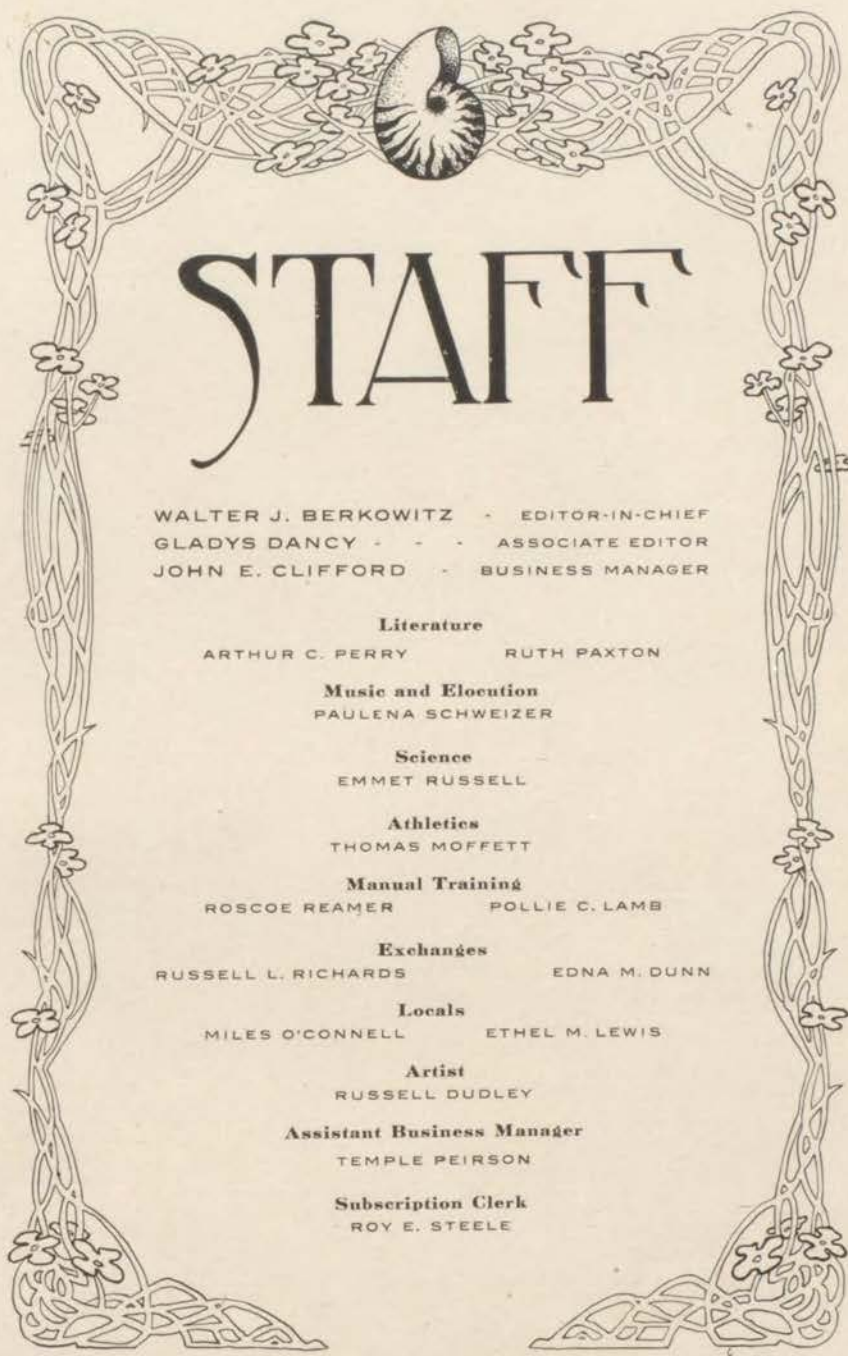 STAFF
WALTER J. BERKOWITZ - EDITOR-IN-CHIEF
GLADYS DANCY - - - ASSOCIATE EDITOR
JOHN E. CLIFFORD - BUSINESS MANAGER
Literature
ARTHUR C. PERRY RUTH PAXTON
Music and Elocution
PAULENA SCHWEIZER
Science
EMMET RUSSELL
Athletics
THOMAS MOFFETT
Manual Training
ROSCOE REAMER POLLIE C. LAMB
Exchanges
RUSSELL L. RICHARDS EDNA M. DUNN
Locals
MILES O'CONNELL ETHEL M. LEWIS
Artist
RUSSELL DUDLEY
Assistant Business Manager
TEMPLE PEIRSON
Subscription Clerk
ROY E. STEELE